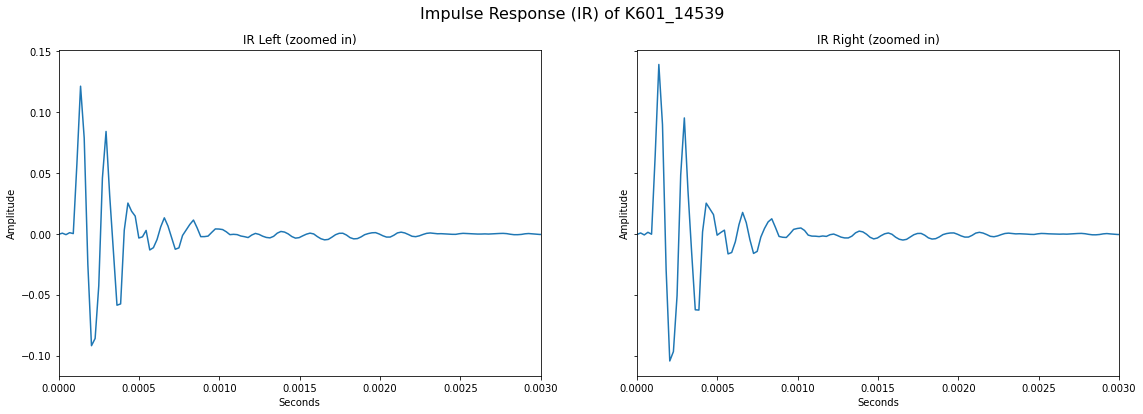 Impulse Response (IR) of K601_14539
IR Left (zoomed in)
IR Right (zoomed in)
0.15
0.10
0.05
0.00
−0.05
−0.10
Amplitude
Amplitude
0.0000 0.0005 0.0010 0.0015 0.0020 0.0025 0.0030
0.0000 0.0005 0.0010 0.0015 0.0020 0.0025 0.0030
Seconds
Seconds